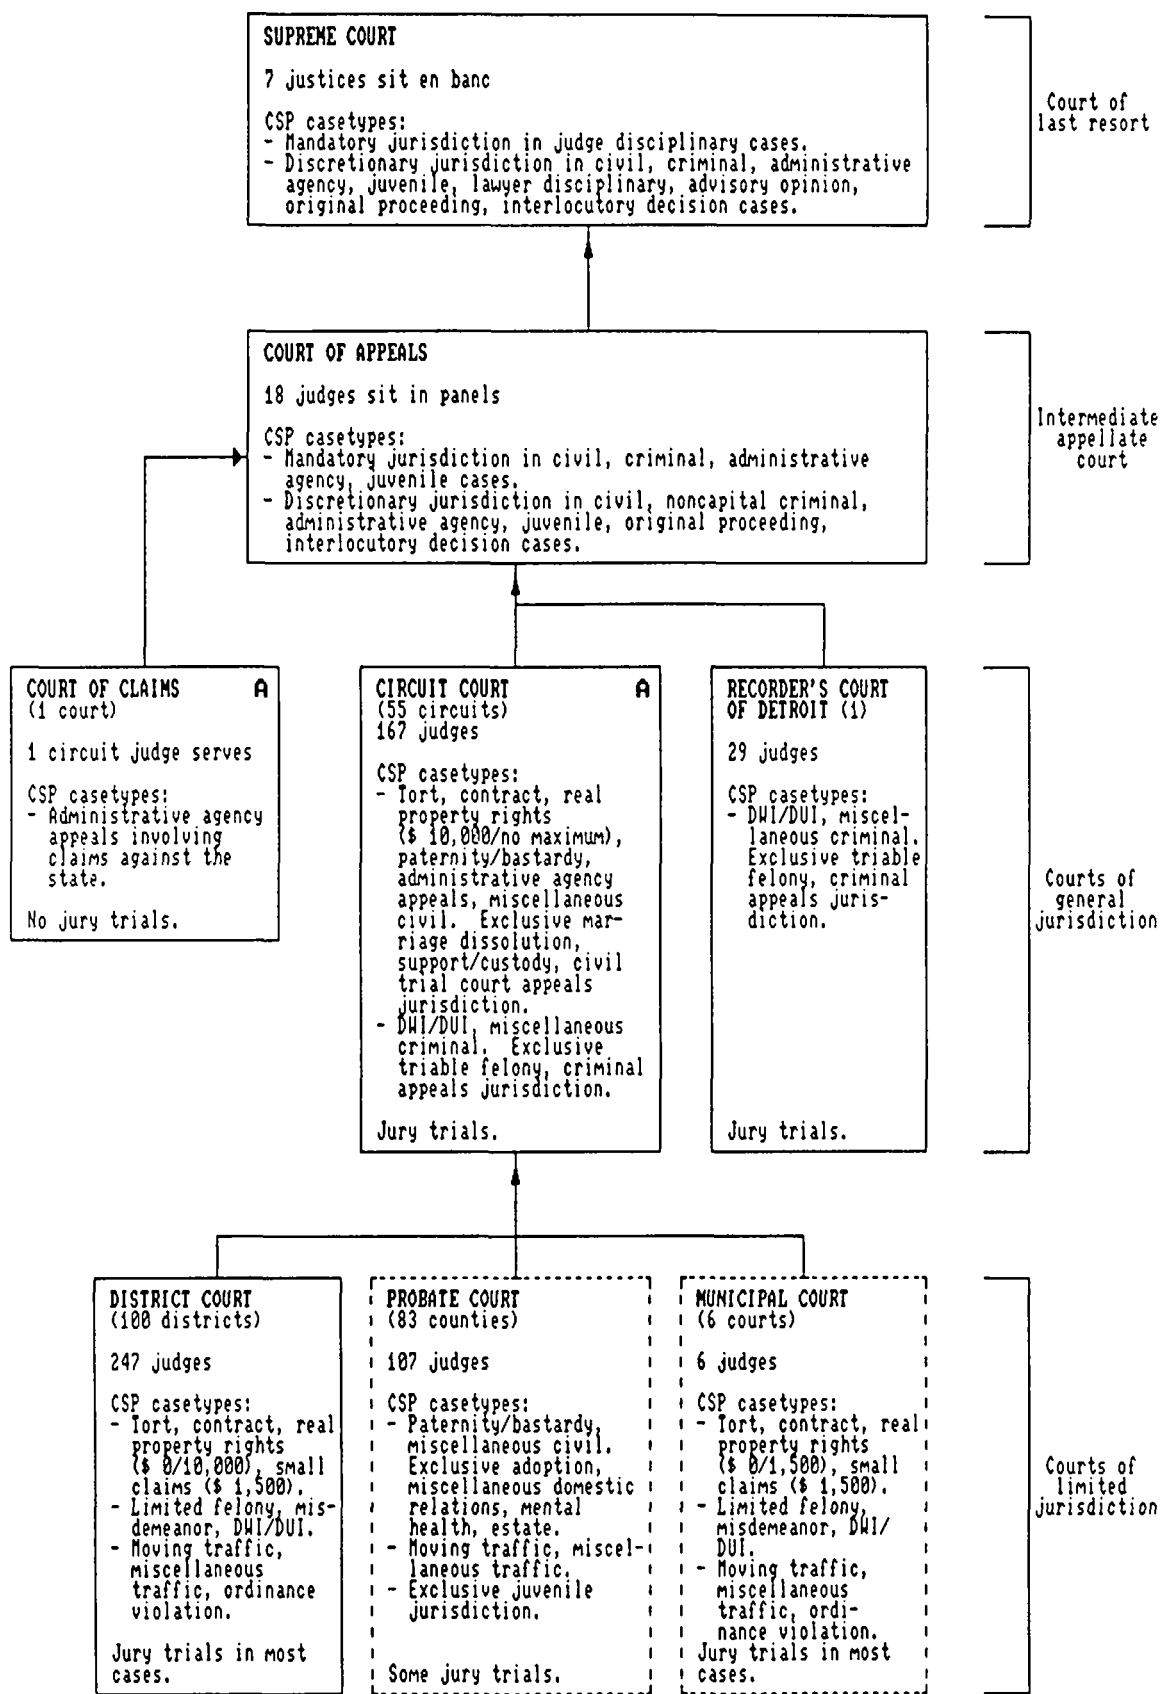 SUPREME COURT
7 justices sit en banc
CSP casetypes:
- Mandatory jurisdiction in judge disciplinary cases.
- Discretionary jurisdiction in civil, criminal, administrative
agency, juvenile, lawyer disciplinary, advisory opinion,
original proceeding, interlocutory decision cases.
Court of
last resort
COURT OF APPEALS
18 judges sit in panels
CSP casetypes:
- Mandatory jurisdiction in civil, criminal, administrative
agency, juvenile cases.
- Discretionary jurisdiction in civil, noncapital criminal,
administrative agency, juvenile, original proceeding,
interlocutory decision cases.
Intermediate
appellate
court
COURT OF CLAIMS A
(1 court)
1 circuit judge serves
CSP casetypes:
- Administrative agency
appeals involving
claims against the
state.
No jury trials.
CIRCUIT COURT A
(55 circuits)
167 judges
CSP casetypes:
- Tort, contract, real
property rights
($ 10,000/no maximum),
paternity/bastardy,
administrative agency
appeals, miscellaneous
civil. Exclusive mar-
riage dissolution,
support/custody, civil
trial court appeals
jurisdiction.
- DWI/DUI, miscellaneous
criminal. Exclusive
triable felony, criminal
appeals jurisdiction.
Jury trials.
RECORDER'S COURT
OF DETROIT (1)
29 judges
CSP casetypes:
- DWI/DUI, miscel-
laneous criminal.
Exclusive triable
felony, criminal
appeals juris-
diction.
Jury trials.
Courts of
general
jurisdiction
DISTRICT COURT
(100 districts)
247 judges
CSP casetypes:
- Tort, contract, real
property rights
($ 0/10,000), small
claims ($ 1,500).
- Limited felony, mis-
demeanor, DWI/DUI.
- Moving traffic,
miscellaneous
traffic, ordinance
violation.
Jury trials in most
cases.
PROBATE COURT
(83 counties)
107 judges
CSP casetypes:
- Paternity/bastardy,
miscellaneous civil.
Exclusive adoption,
miscellaneous domestic
relations, mental
health, estate.
- Moving traffic, miscel-
laneous traffic.
- Exclusive juvenile
jurisdiction.
Some jury trials.
MUNICIPAL COURT
(6 courts)
6 judges
CSP casetypes:
- Tort, contract, real
property rights
($ 0/1,500), small
claims ($ 1,500).
- Limited felony,
misdemeanor, DWI/
DUI.
- Moving traffic,
miscellaneous
traffic, ordi-
nance violation.
Jury trials in most
cases.
Courts of
limited
jurisdiction